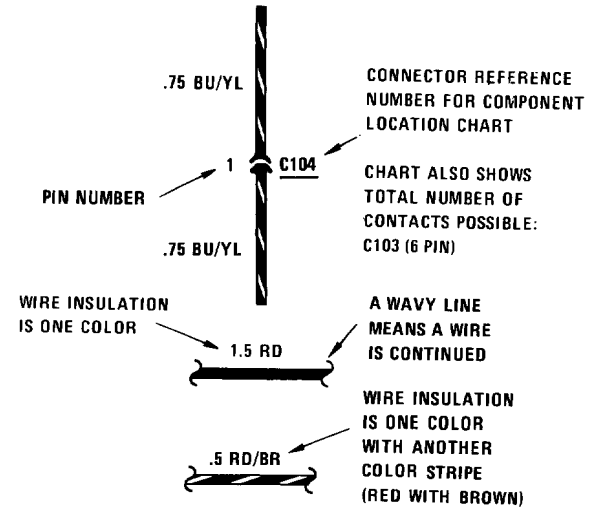 .75 BU/YL
CONNECTOR REFERENCE
NUMBER FOR COMPONENT
LOCATION CHART
1
C104
PIN NUMBER
CHART ALSO SHOWS
TOTAL NUMBER OF
CONTACTS POSSIBLE:
C103 (6 PIN)
.75 BU/YL
WIRE INSULATION
IS ONE COLOR
A WAVY LINE
MEANS A WIRE
IS CONTINUED
1.5 RD
WIRE INSULATION
IS ONE COLOR
WITH ANOTHER
COLOR STRIPE
(RED WITH BROWN)
.5 RD/BR